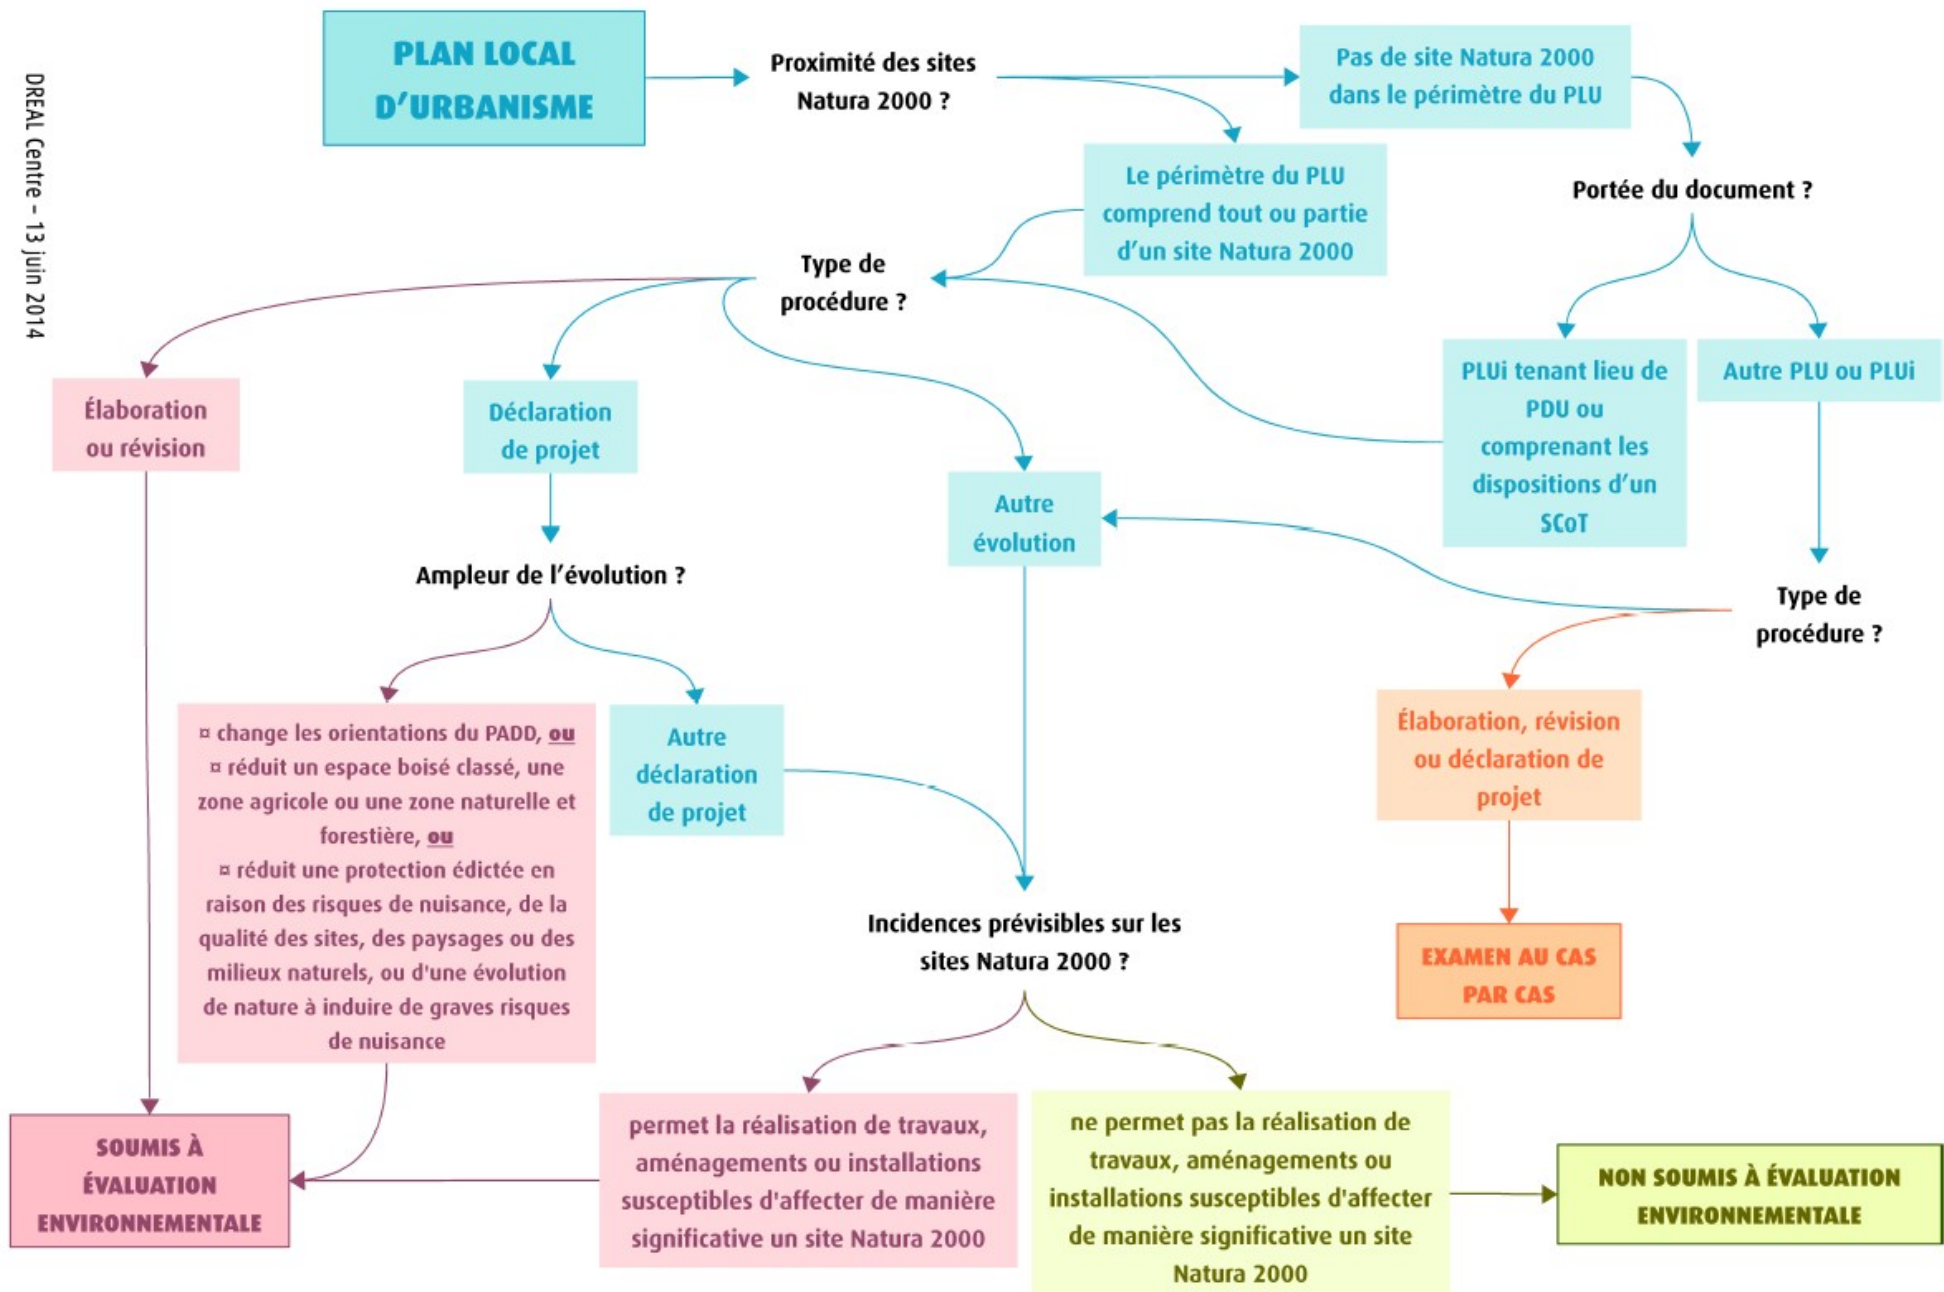 DREAL Centre – 13 juin 2014
PLAN LOCAL
D’URBANISME
Proximité des sites
Natura 2000 ?
Pas de site Natura 2000
dans le périmètre du PLU
Le périmètre du PLU
comprend tout ou partie
d’un site Natura 2000
Portée du document ?
Type de
procédure ?
PLUi tenant lieu de
PDU ou
comprenant les
dispositions d’un
SCoT
Autre PLU ou PLUi
Élaboration
ou révision
Déclaration
de projet
Autre
évolution
Ampleur de l’évolution ?
Type de
procédure ?
¤ change les orientations du PADD, ou
¤ réduit un espace boisé classé, une
zone agricole ou une zone naturelle et
forestière, ou
¤ réduit une protection édictée en
raison des risques de nuisance, de la
qualité des sites, des paysages ou des
milieux naturels, ou d'une évolution
de nature à induire de graves risques
de nuisance
Autre
déclaration
de projet
Élaboration, révision
ou déclaration de
projet
Incidences prévisibles sur les
sites Natura 2000 ?
EXAMEN AU CAS
PAR CAS
SOUMIS À
ÉVALUATION
ENVIRONNEMENTALE
permet la réalisation de travaux,
aménagements ou installations
susceptibles d'affecter de manière
significative un site Natura 2000
ne permet pas la réalisation de
travaux, aménagements ou
installations susceptibles d'affecter
de manière significative un site
Natura 2000
NON SOUMIS À ÉVALUATION
ENVIRONNEMENTALE